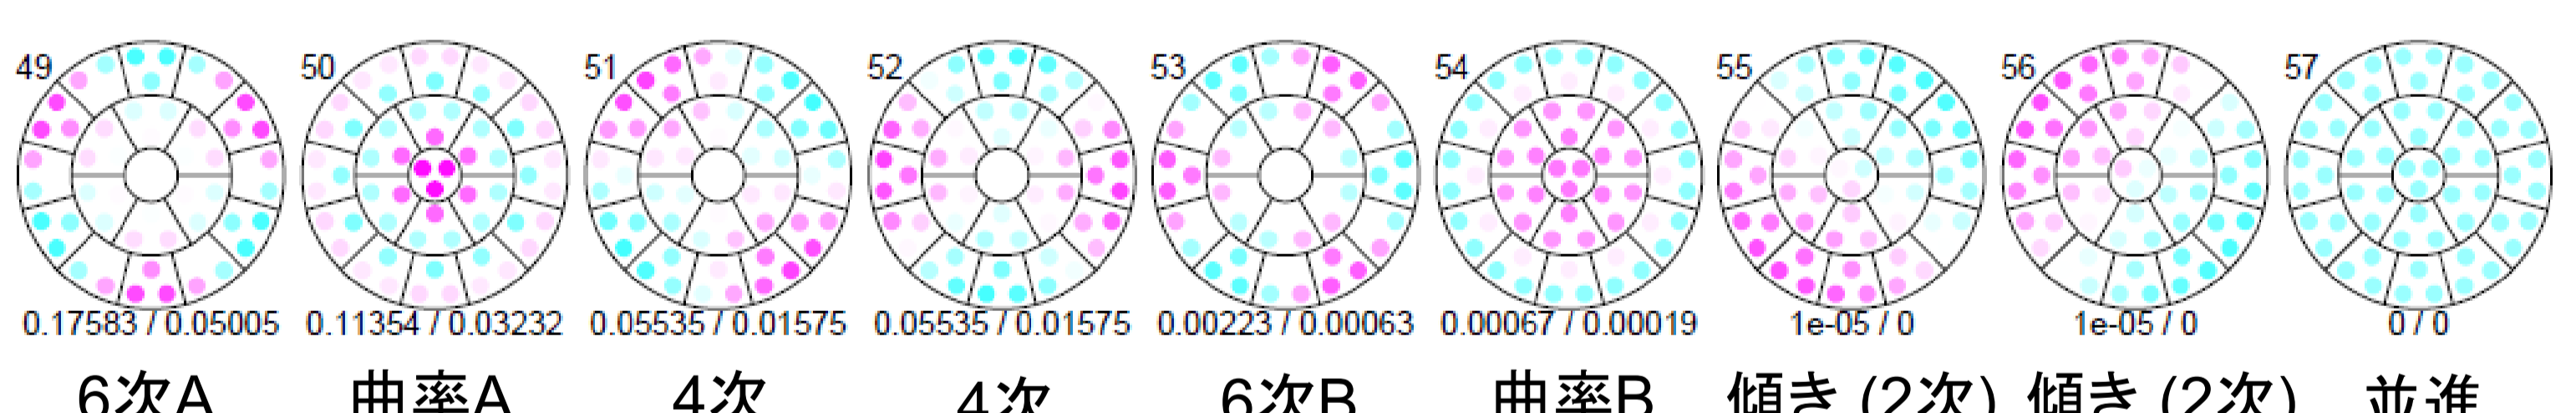 49 50 51 52 53 54 55 56 57
0.17583 / 0.05005 0.11354 / 0.03232 0.05535 / 0.01575 0.05535 / 0.01575 0.00223 / 0.00063 0.00067 / 0.00019 1e-05 / 0 1e-05 / 0 0 / 0
6次A 曲率A 4次 4次 6次B 曲率B 傾き (2次) 傾き (2次) 並進